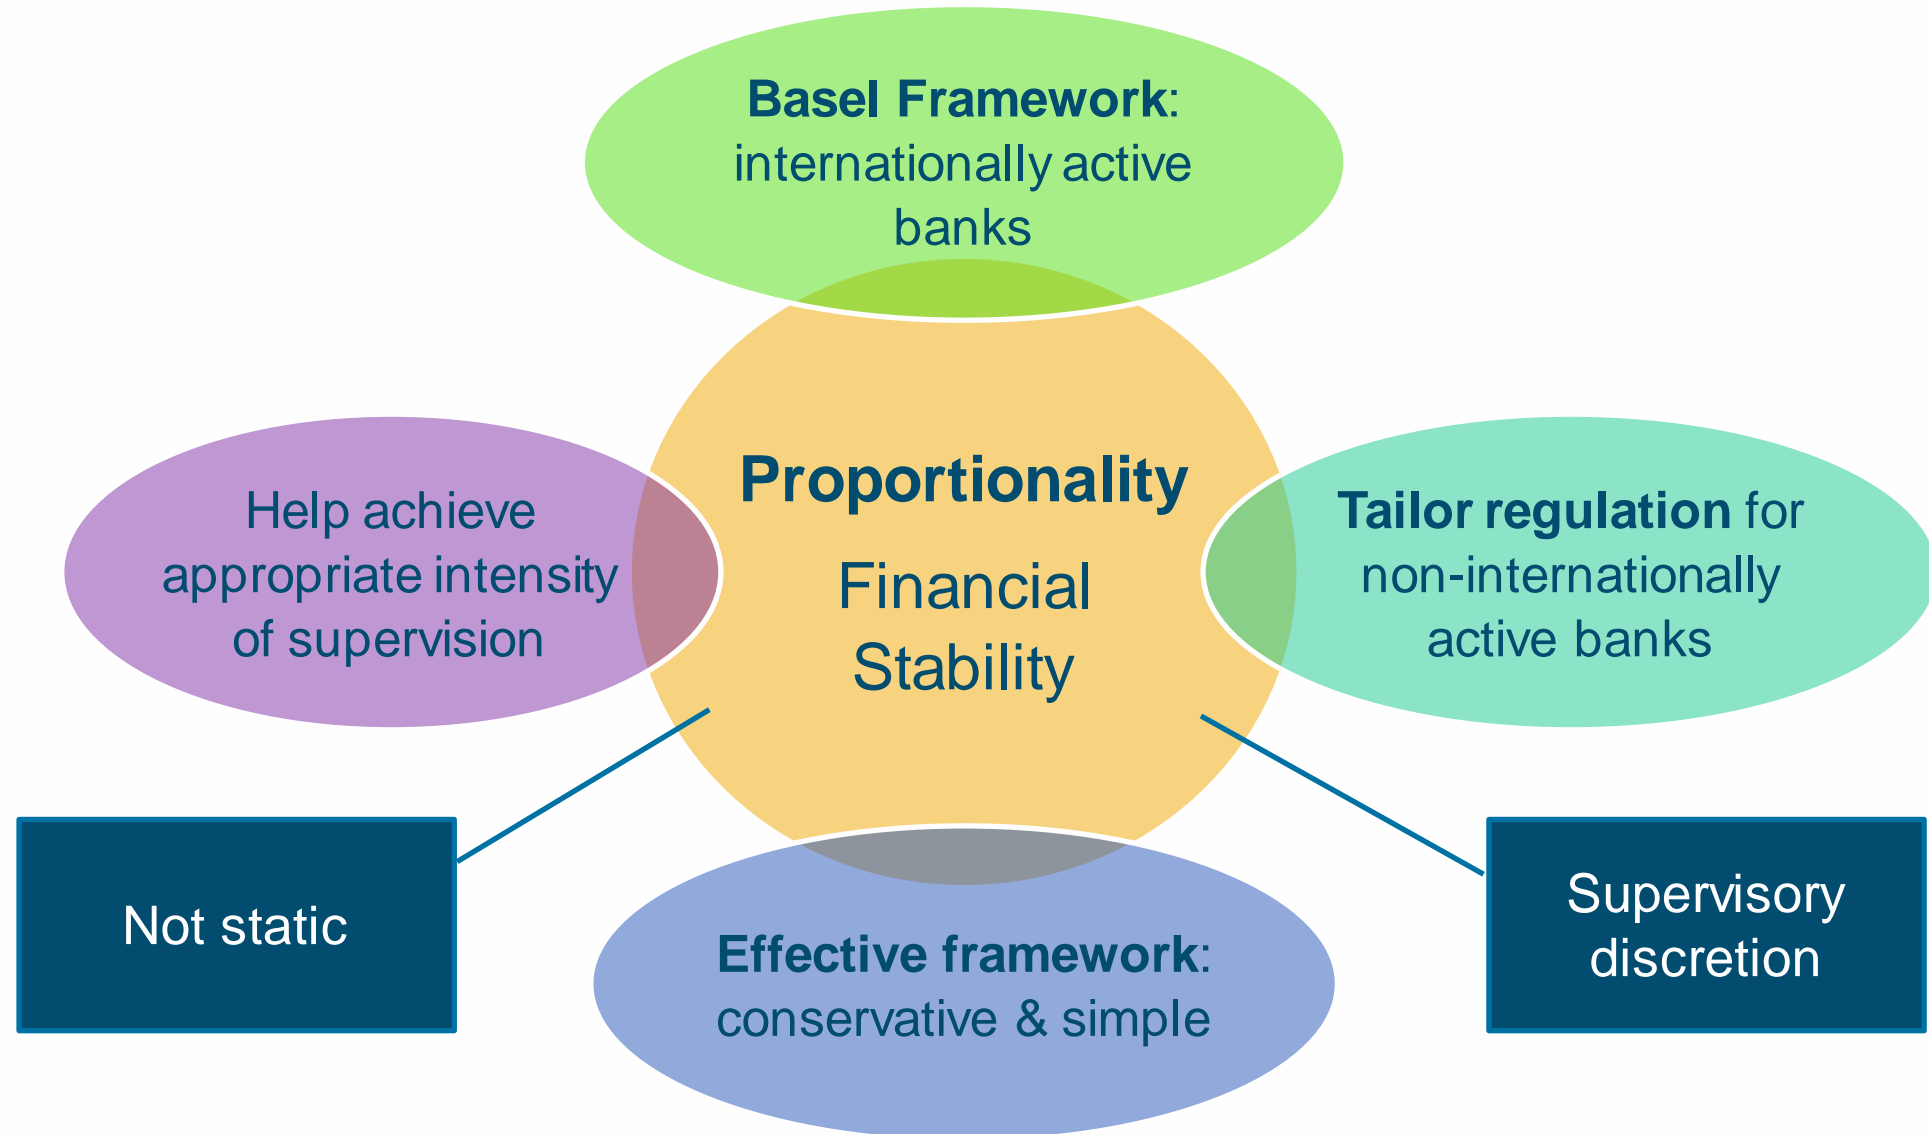 Basel Framework:
internationally active
banks
Proportionality
Financial
Stability
Help achieve
appropriate intensity
of supervision
Tailor regulation for
non-internationally
active banks
Not static
Supervisory
discretion
Effective framework:
conservative & simple